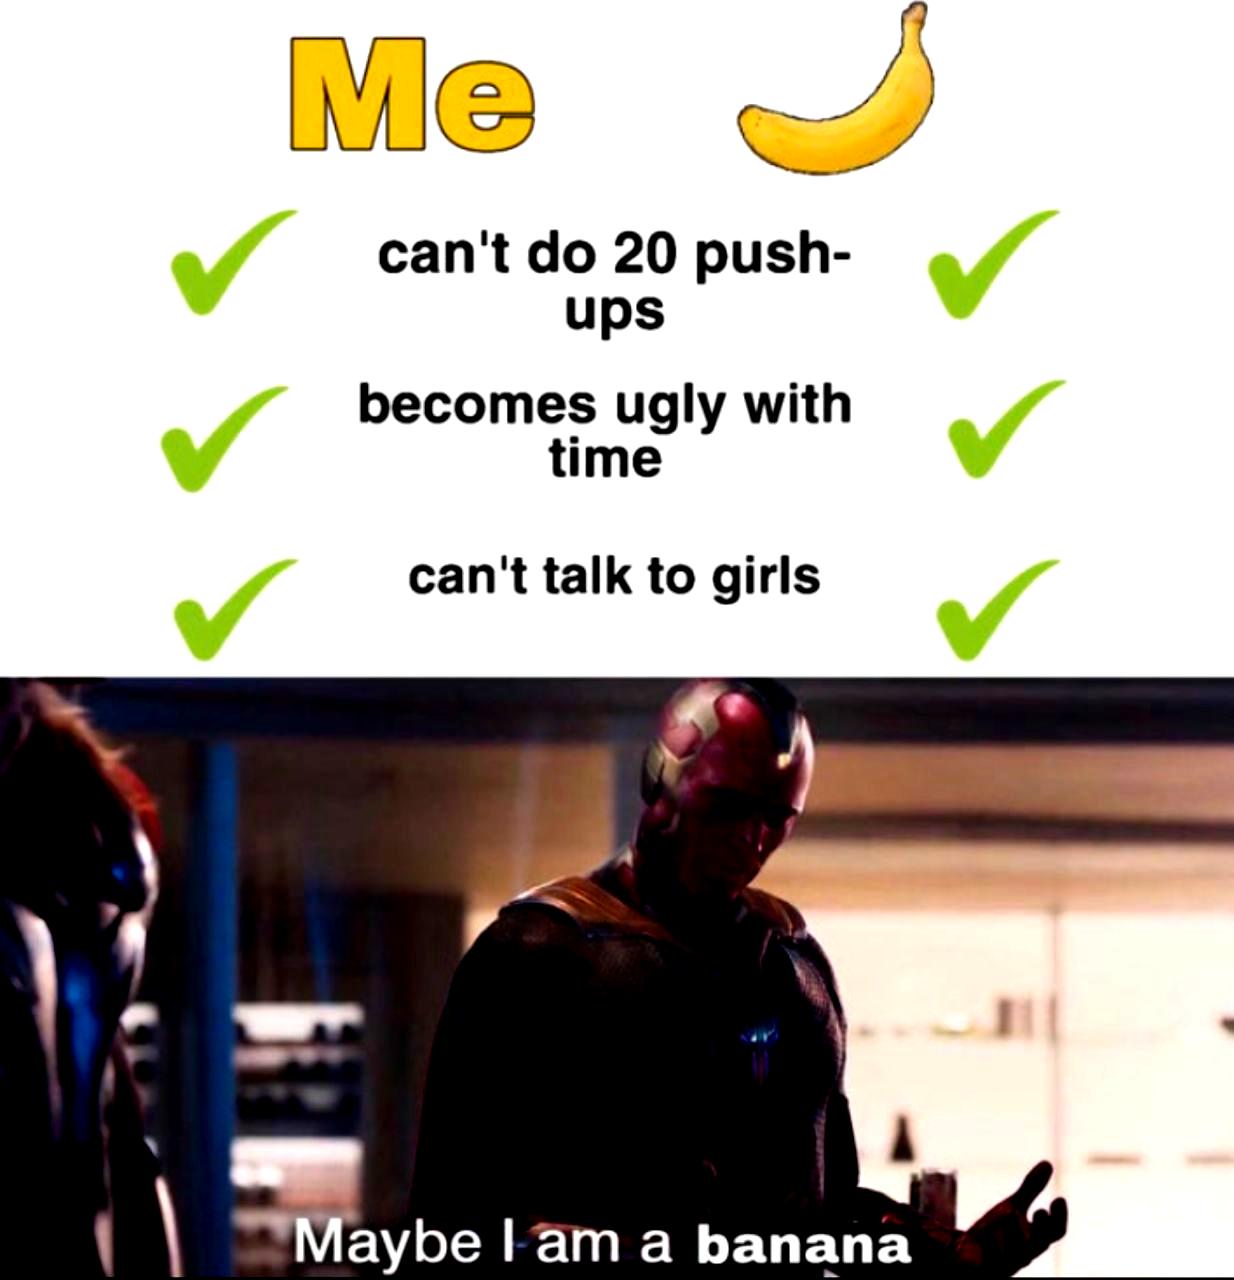 Me
can't do 20 push-
ups
becomes ugly with
time
can't talk to girls
Maybe I am a banana